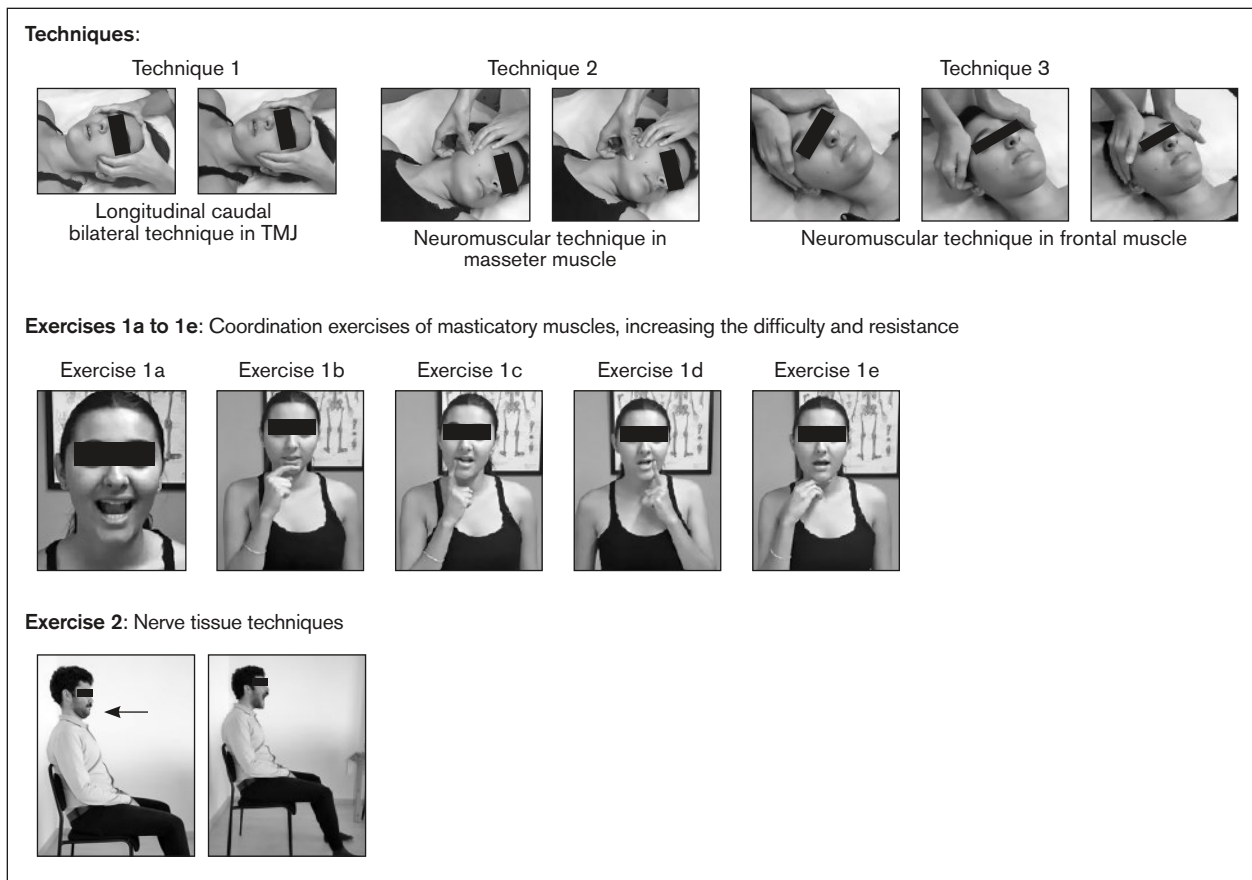 Techniques:
Technique 1
Technique 2
Technique 3
Longitudinal caudal
bilateral technique in TMJ
Neuromuscular technique in
masseter muscle
Neuromuscular technique in frontal muscle
Exercises 1a to 1e: Coordination exercises of masticatory muscles, increasing the difficulty and resistance
Exercise 1a
Exercise 1b
Exercise 1c
Exercise 1d
Exercise 1e
Exercise 2: Nerve tissue techniques